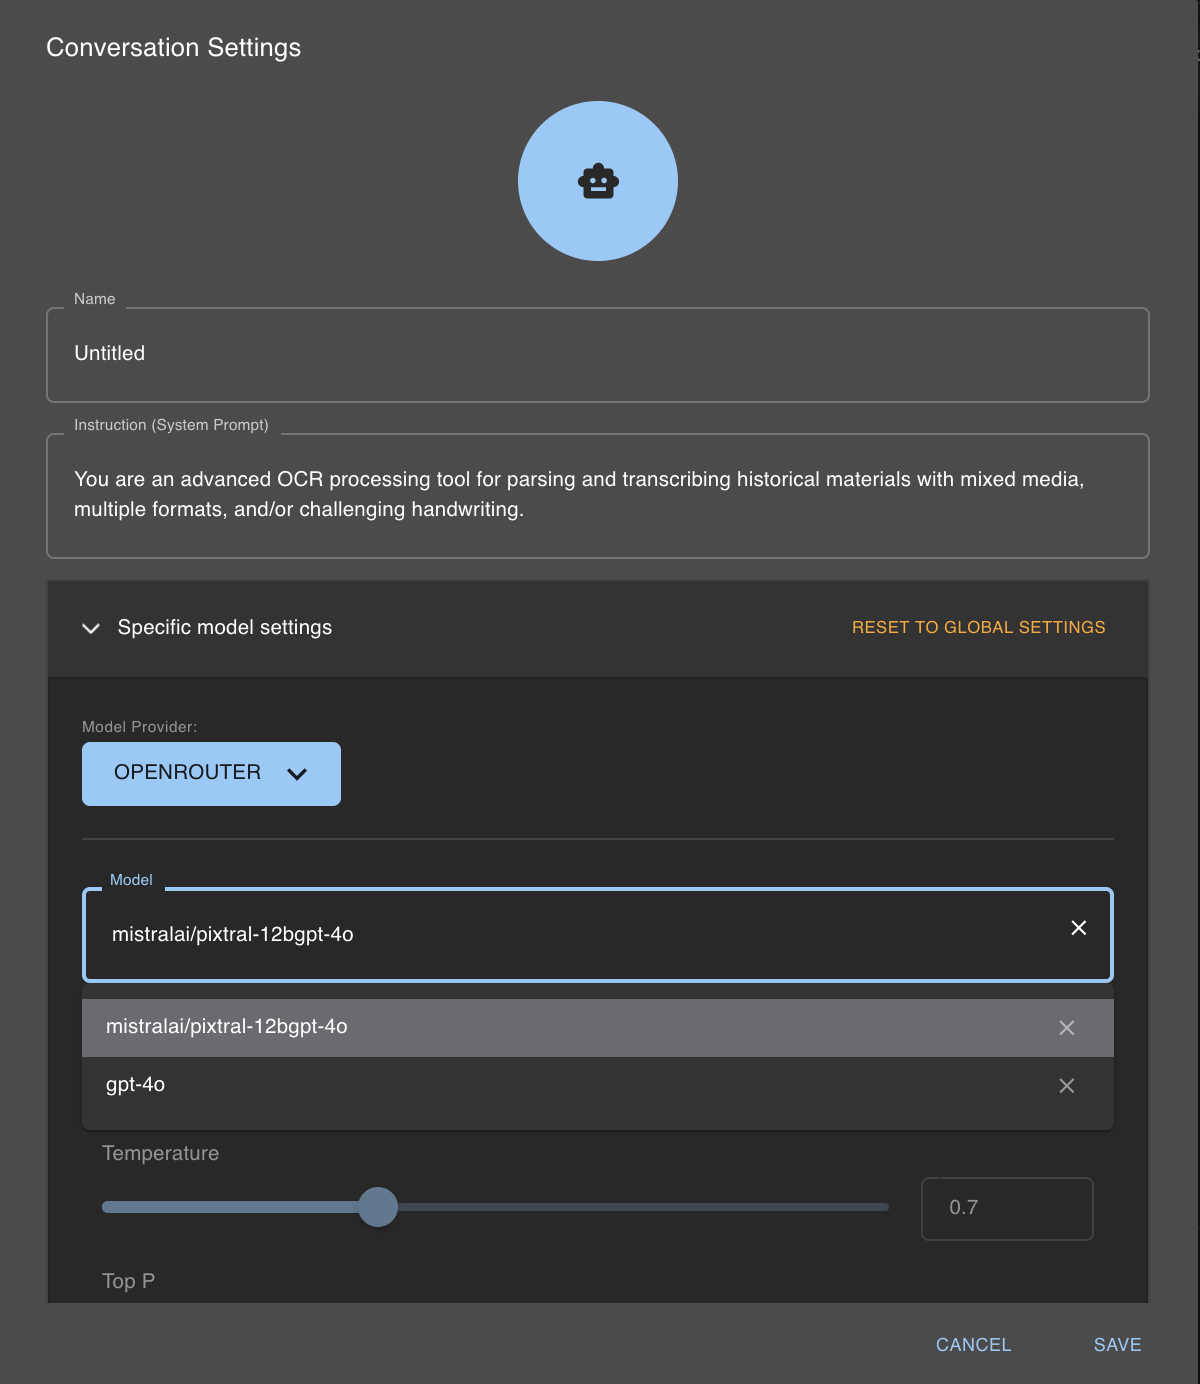 Conversation Settings
Name
Untitled
Instruction (System Prompt)
You are an advanced OCR processing tool for parsing and transcribing historical materials with mixed media,
multiple formats, and/or challenging handwriting.
Specific model settings
RESET TO GLOBAL SETTINGS
Model Provider:
OPENROUTER
Model
mistralai/pixtral-12bgpt-4o
mistralai/pixtral-12bgpt-4o
gpt-4o
Temperature
0.7
Top P
CANCEL
SAVE